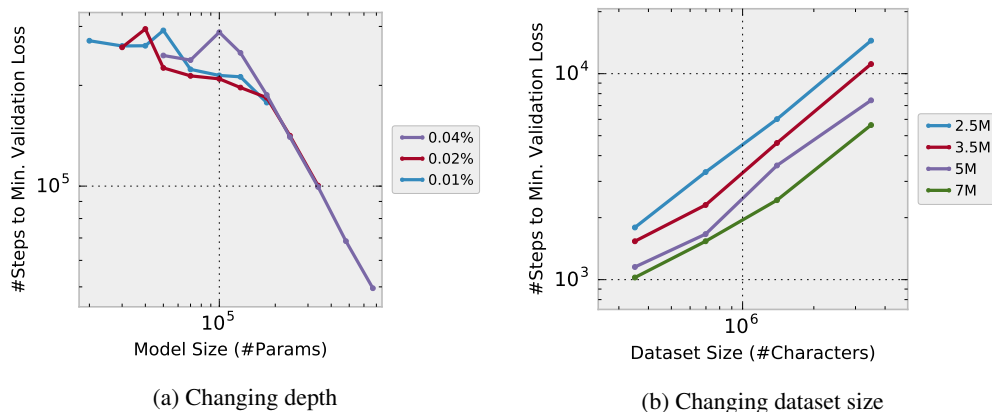 #Steps to Min. Validation Loss
10^5
10^5
Model Size (#Params)
0.04%
0.02%
0.01%
(a) Changing depth
#Steps to Min. Validation Loss
10^4
10^3
10^6
Dataset Size (#Characters)
2.5M
3.5M
5M
7M
(b) Changing dataset size